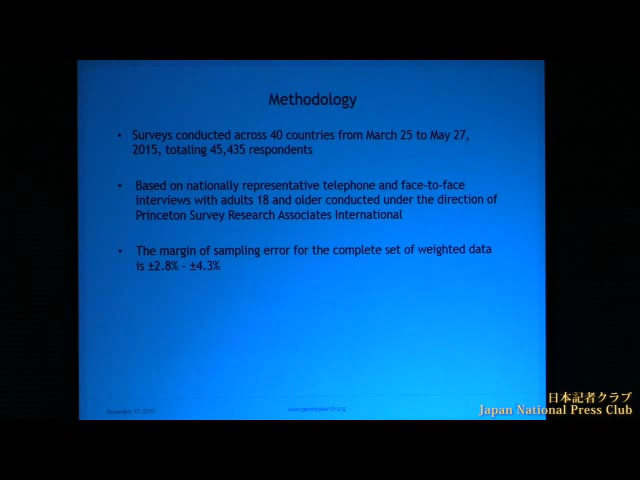 Methodology
• Surveys conducted across 40 countries from March 25 to May 27,
2015, totaling 45,435 respondents
• Based on nationally representative telephone and face-to-face
interviews with adults 18 and older conducted under the direction of
Princeton Survey Research Associates International
• The margin of sampling error for the complete set of weighted data
is ±2.8% - ±4.3%
November 17, 2015
www.pewresearch.org
日本記者クラブ
Japan National Press Club